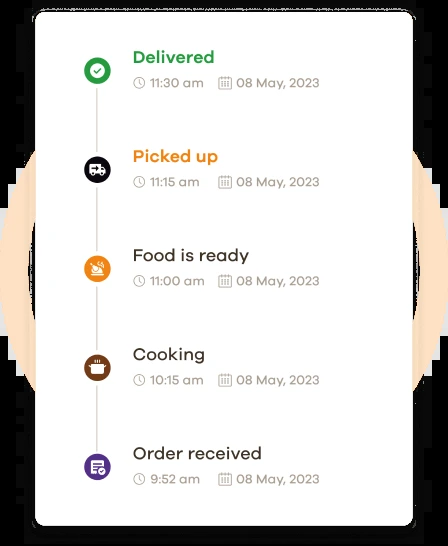 Delivered
11:30 am 08 May, 2023
Picked up
11:15 am 08 May, 2023
Food is ready
11:00 am 08 May, 2023
Cooking
10:15 am 08 May, 2023
Order received
9:52 am 08 May, 2023